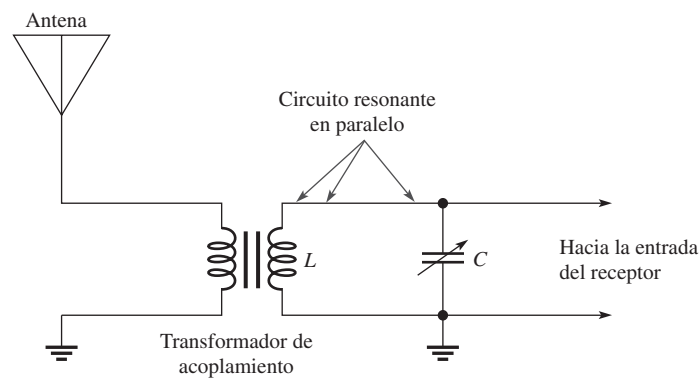 Antena
Circuito resonante
en paralelo
L
C
Hacia la entrada
del receptor
Transformador de
acoplamiento